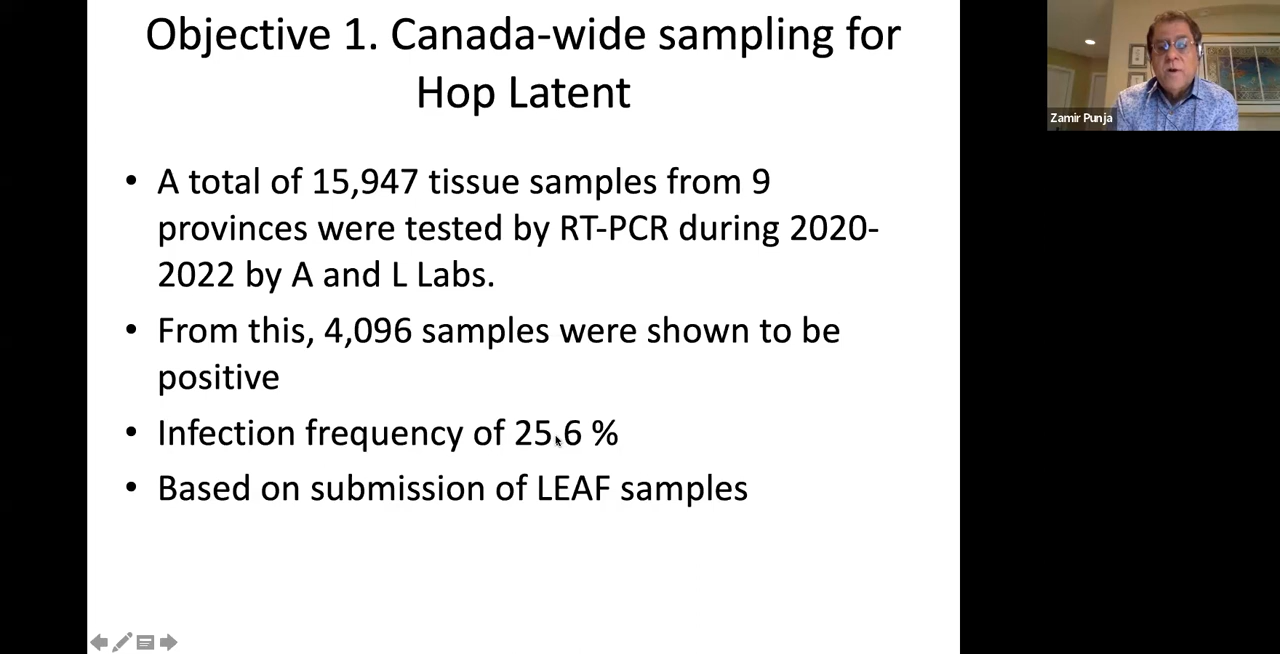 Objective 1. Canada-wide sampling for
Hop Latent
• A total of 15,947 tissue samples from 9
provinces were tested by RT-PCR during 2020-
2022 by A and L Labs.
• From this, 4,096 samples were shown to be
positive
• Infection frequency of 25.6 %
• Based on submission of LEAF samples
Zamir Punja